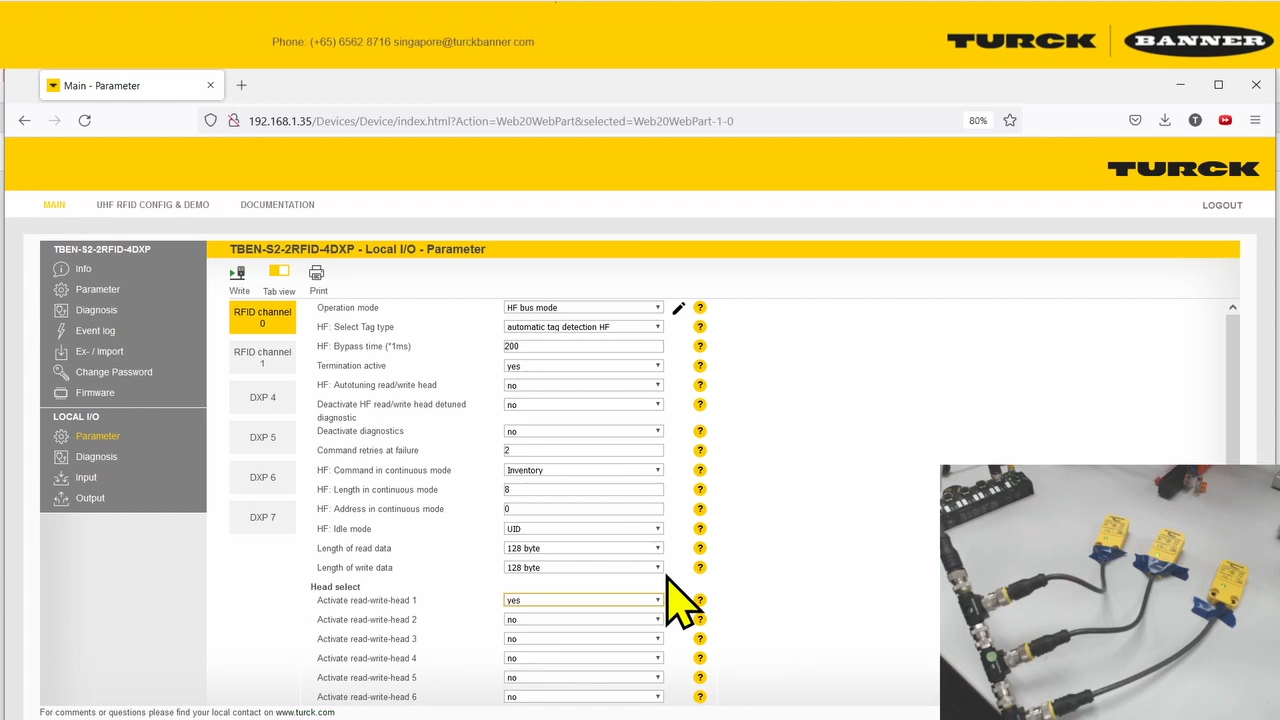 Phone: (+65) 6562 8716 singapore@turckbanner.com
TURCK BANNER
Main - Parameter
192.168.1.35/Devices/Device/index.html?Action=Web20WebPart&selected=Web20WebPart-1-0
80%
T
TURCK
MAIN UHF RFID CONFIG & DEMO DOCUMENTATION LOGOUT
TBEN-S2-2RFID-4DXP
Info
Parameter
Diagnosis
Event log
Ex- / Import
Change Password
Firmware
LOCAL I/O
Parameter
Diagnosis
Input
Output
TBEN-S2-2RFID-4DXP - Local I/O - Parameter
Write Tab view Print
RFID channel
0
RFID channel
1
DXP 4
DXP 5
DXP 6
DXP 7
Operation mode HF bus mode ?
HF: Select Tag type automatic tag detection HF ?
HF: Bypass time (*1ms) 200 ?
Termination active yes ?
HF: Autotuning read/write head no ?
Deactivate HF read/write head detuned no ?
diagnostic
Deactivate diagnostics no ?
Command retries at failure 2 ?
HF: Command in continuous mode Inventory ?
HF: Length in continuous mode 8 ?
HF: Address in continuous mode 0 ?
HF: Idle mode UID ?
Length of read data 128 byte ?
Length of write data 128 byte ?
Head select
Activate read-write-head 1 yes ?
Activate read-write-head 2 no ?
Activate read-write-head 3 no ?
Activate read-write-head 4 no ?
Activate read-write-head 5 no ?
Activate read-write-head 6 no ?
For comments or questions please find your local contact on www.turck.com